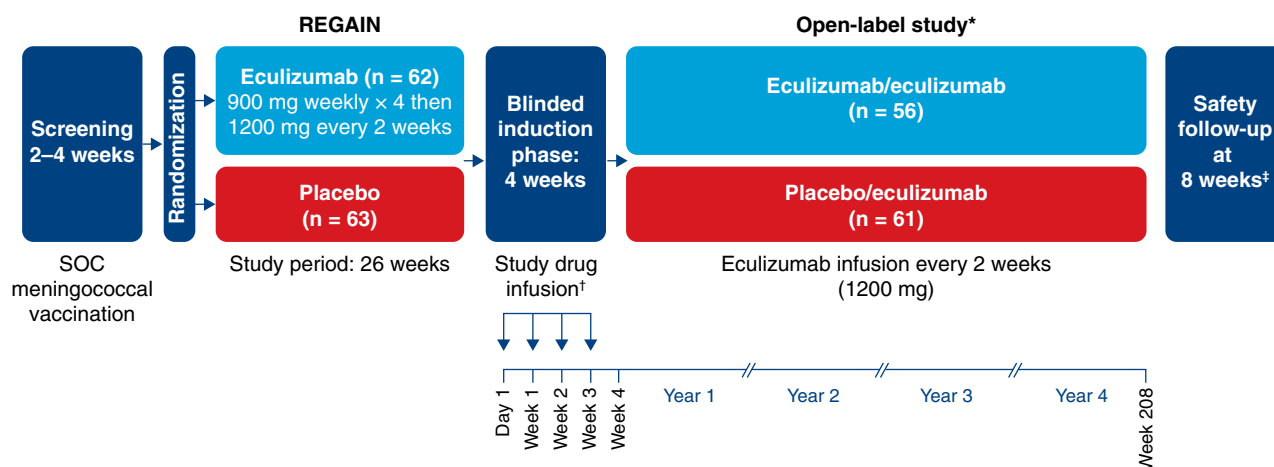 REGAIN
Open-label study*
Screening
2–4 weeks
Randomization
Eculizumab (n = 62)
900 mg weekly × 4 then
1200 mg every 2 weeks
Placebo
(n = 63)
Blinded
induction
phase:
4 weeks
Eculizumab/eculizumab
(n = 56)
Placebo/eculizumab
(n = 61)
Safety
follow-up
at
8 weeks‡
SOC
meningococcal
vaccination
Study period: 26 weeks
Study drug
infusion†
Eculizumab infusion every 2 weeks
(1200 mg)
Day 1
Week 1
Week 2
Week 3
Week 4
Year 1
Year 2
Year 3
Year 4
Week 208